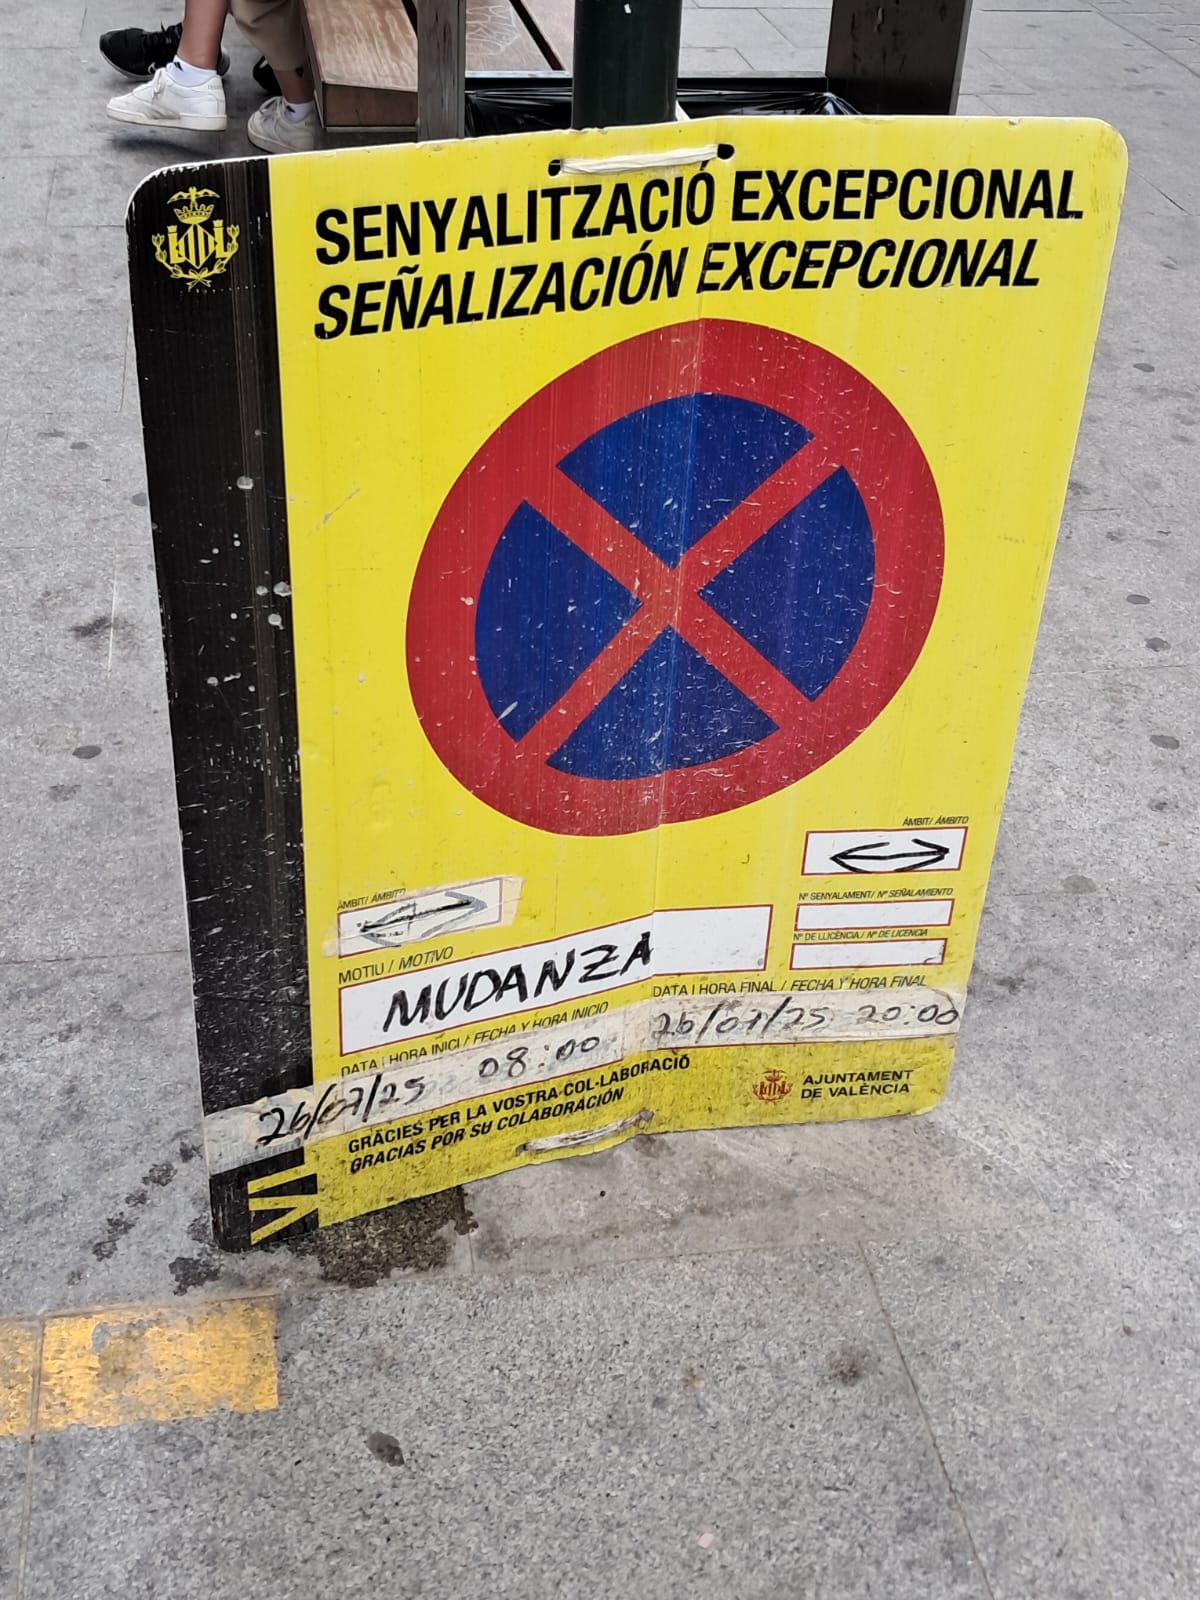 SENYALITZACIÓ EXCEPCIONAL
SEÑALIZACIÓN EXCEPCIONAL
ÀMBIT/ ÁMBITO
ÀMBIT/ ÁMBITO
Nº SENYALAMENT/ Nº SEÑALAMIENTO
Nº DE LLICÈNCIA/ Nº DE LICENCIA
MOTIU / MOTIVO
MUDANZA
DATA I HORA INICI / FECHA Y HORA INICIO
26/07/25 08:00
DATA I HORA FINAL / FECHA Y HORA FINAL
26/07/25 20:00
GRÀCIES PER LA VOSTRA COL·LABORACIÓ
GRACIAS POR SU COLABORACIÓN
AJUNTAMENT
DE VALÈNCIA